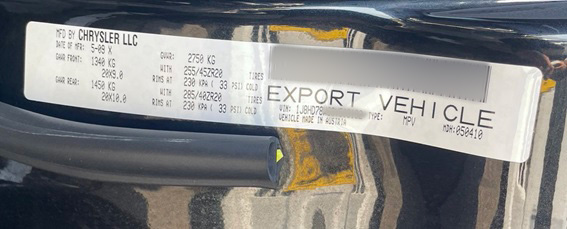 MFD BY CHRYSLER LLC
DATE OF MFR: 5-09 X GVWR: 2750 KG
GAWR FRONT: 1340 KG WITH 255/45ZR20 TIRES
20X9.0 RIMS AT 230 KPA ( 33 PSI) COLD
GAWR REAR: 1450 KG WITH 285/40ZR20 TIRES
20X10.0 RIMS AT 230 KPA ( 33 PSI) COLD
EXPORT VEHICLE
VIN: 1J8HD78 TYPE: MPV
VEHICLE MADE IN AUSTRIA MDH:050410